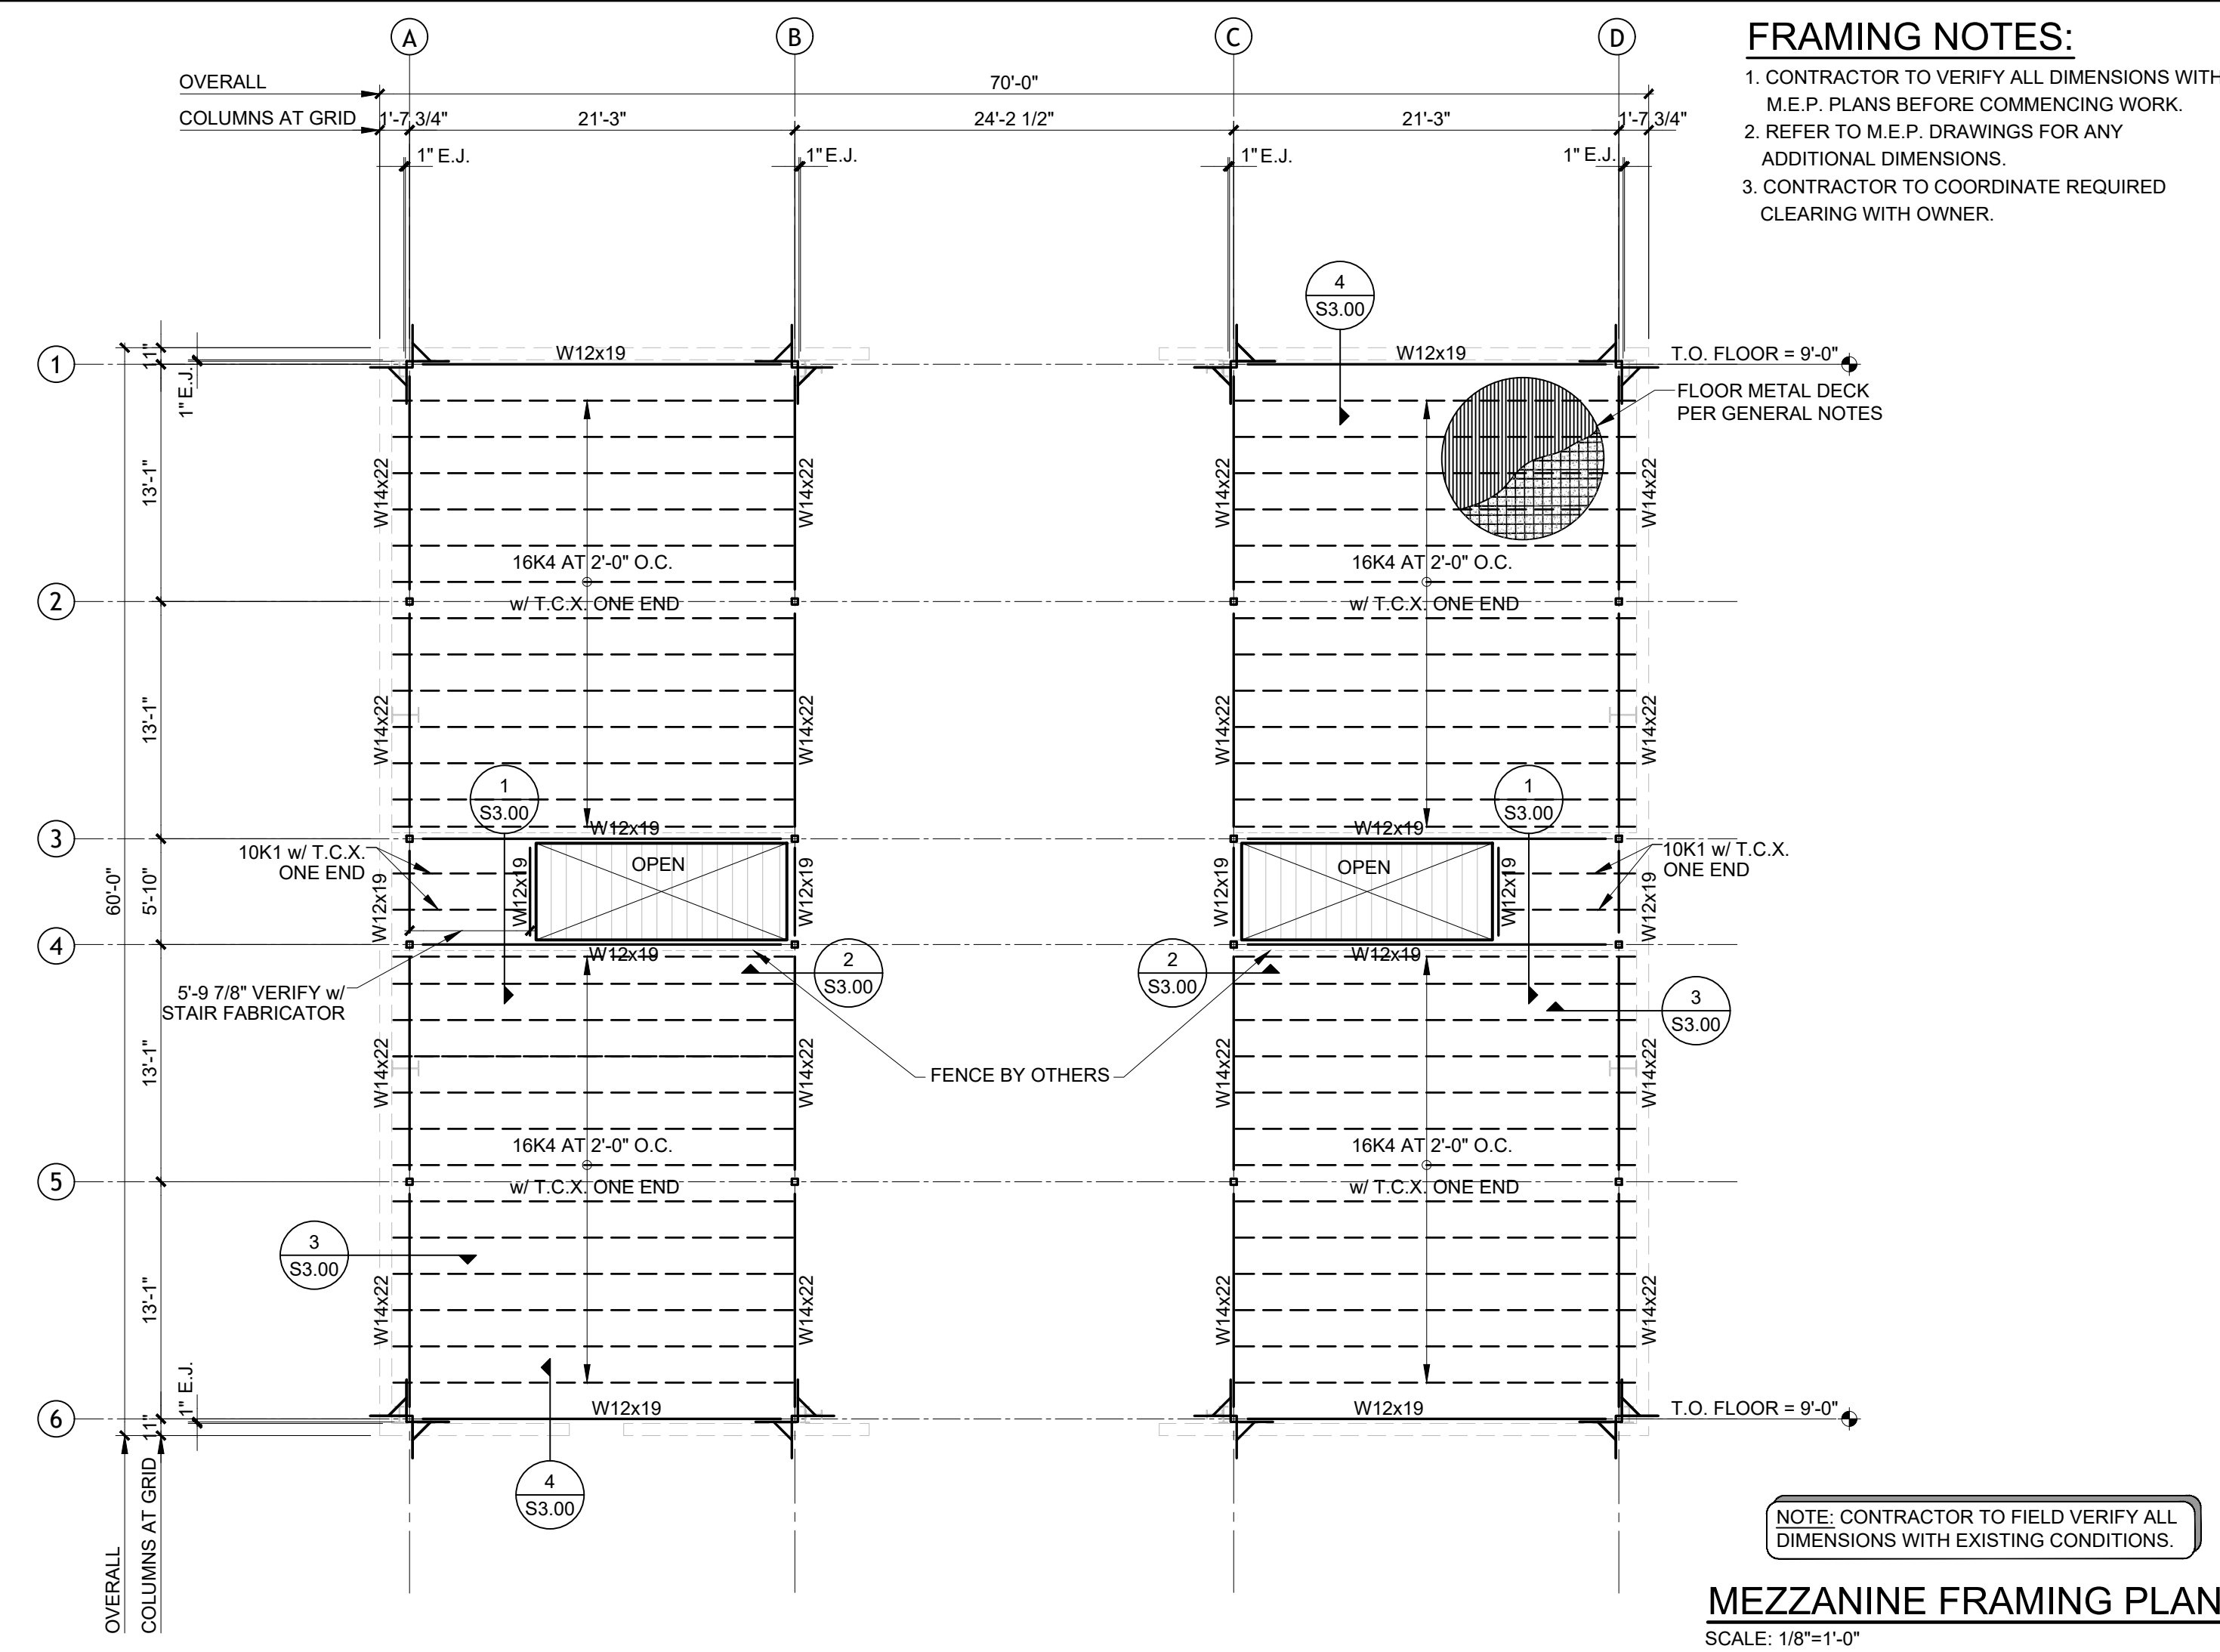 A
B
C
D
FRAMING NOTES:
1. CONTRACTOR TO VERIFY ALL DIMENSIONS WITH
M.E.P. PLANS BEFORE COMMENCING WORK.
2. REFER TO M.E.P. DRAWINGS FOR ANY
ADDITIONAL DIMENSIONS.
3. CONTRACTOR TO COORDINATE REQUIRED
CLEARING WITH OWNER.
OVERALL
70'-0"
COLUMNS AT GRID
1'-7 3/4"
21'-3"
24'-2 1/2"
21'-3"
1'-7 3/4"
1" E.J.
1" E.J.
1" E.J.
1" E.J.
4
S3.00
1
11"
1" E.J.
W12x19
W12x19
T.O. FLOOR = 9'-0"
FLOOR METAL DECK
PER GENERAL NOTES
13'-1"
W14x22
W14x22
W14x22
W14x22
16K4 AT 2'-0" O.C.
w/ T.C.X. ONE END
16K4 AT 2'-0" O.C.
w/ T.C.X. ONE END
2
13'-1"
W14x22
W14x22
W14x22
W14x22
1
S3.00
1
S3.00
3
W12x19
W12x19
10K1 w/ T.C.X.
ONE END
10K1 w/ T.C.X.
ONE END
60'-0"
5'-10"
W12x19
W12x19
OPEN
W12x19
W12x19
OPEN
W12x19
W12x19
4
W12x19
W12x19
2
S3.00
2
S3.00
5'-9 7/8" VERIFY w/
STAIR FABRICATOR
3
S3.00
13'-1"
W14x22
W14x22
W14x22
W14x22
FENCE BY OTHERS
16K4 AT 2'-0" O.C.
w/ T.C.X. ONE END
16K4 AT 2'-0" O.C.
w/ T.C.X. ONE END
5
3
S3.00
13'-1"
W14x22
W14x22
W14x22
W14x22
1" E.J.
6
11"
W12x19
W12x19
T.O. FLOOR = 9'-0"
4
S3.00
OVERALL
COLUMNS AT GRID
NOTE: CONTRACTOR TO FIELD VERIFY ALL
DIMENSIONS WITH EXISTING CONDITIONS.
MEZZANINE FRAMING PLAN
SCALE: 1/8"=1'-0"